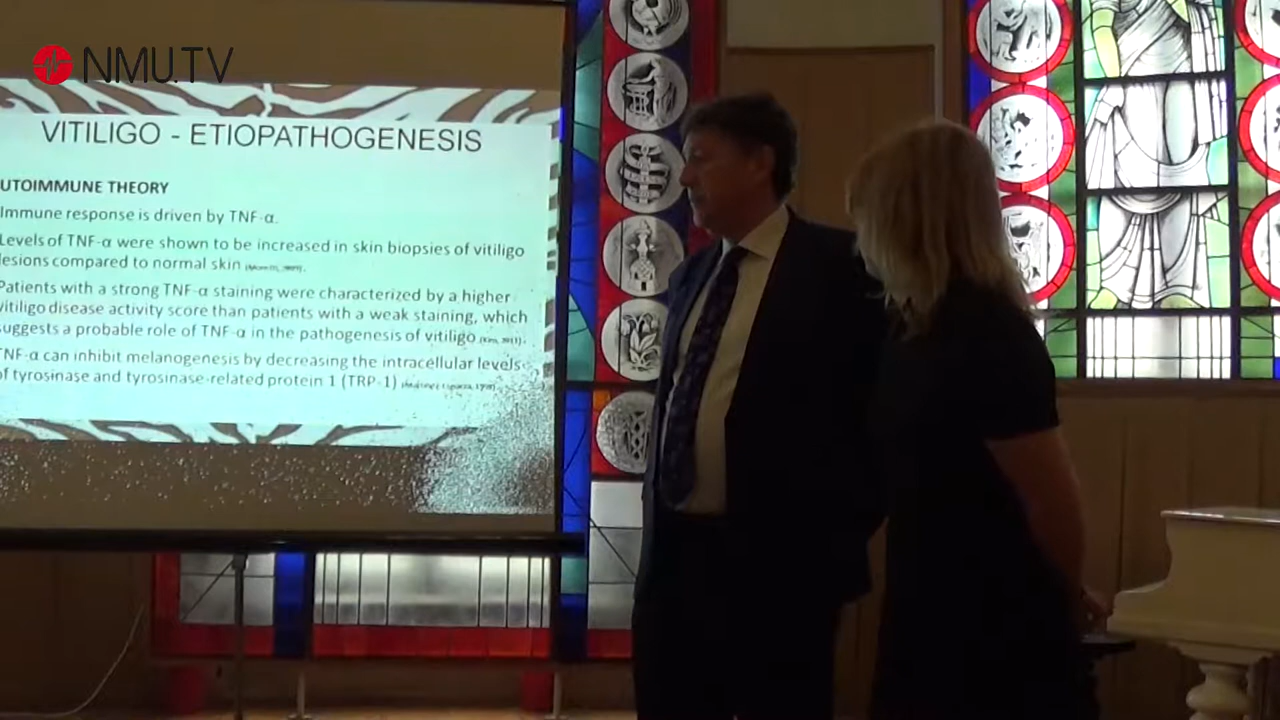 NMU.TV
VITILIGO - ETIOPATHOGENESIS
UTOIMMUNE THEORY
Immune response is driven by TNF-α.
Levels of TNF-α were shown to be increased in skin biopsies of vitiligo
lesions compared to normal skin
Patients with a strong TNF-α staining were characterized by a higher
vitiligo disease activity score than patients with a weak staining, which
suggests a probable role of TNF-α in the pathogenesis of vitiligo
TNF-α can inhibit melanogenesis by decreasing the intracellular levels
of tyrosinase and tyrosinase-related protein 1 (TRP-1)